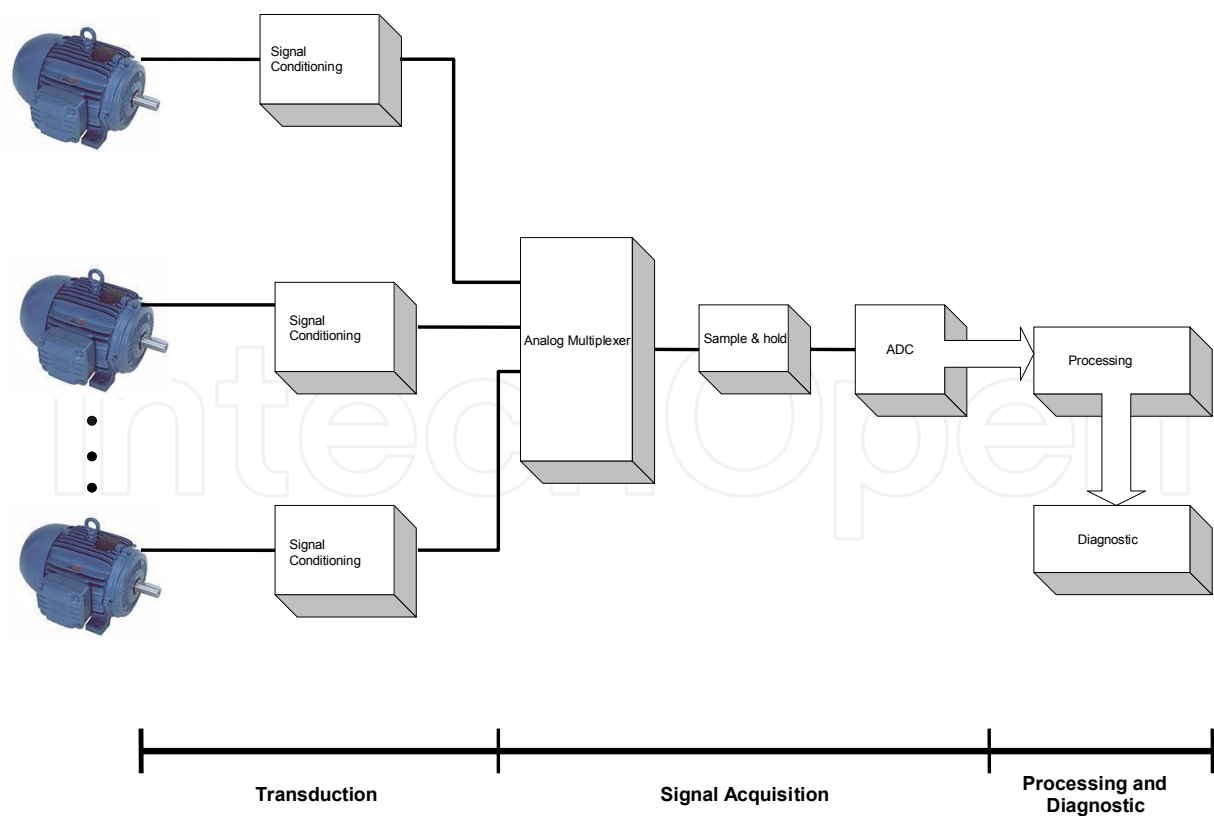 Signal
Conditioning
Signal
Conditioning
Analog Multiplexer
Sample & hold
ADC
Processing
Signal
Conditioning
Diagnostic
IntechOpen
Transduction
Signal Acquisition
Processing and
Diagnostic